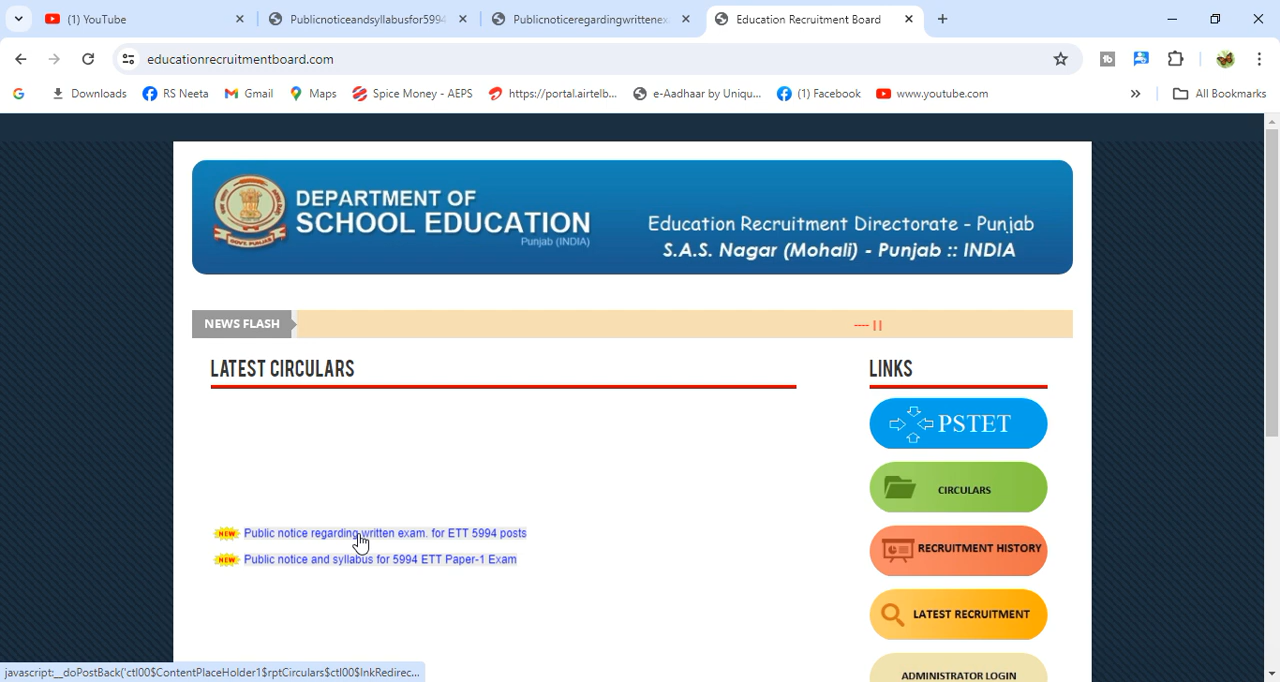 (1) YouTube
Publicnoticeandsyllabusfor5994
Publicnoticeregardingwrittenex
Education Recruitment Board
educationrecruitmentboard.com
Downloads
RS Neeta
Gmail
Maps
Spice Money - AEPS
https://portal.airtelb...
e-Aadhaar by Uniqu...
(1) Facebook
www.youtube.com
»
All Bookmarks
DEPARTMENT OF
SCHOOL EDUCATION
Punjab (INDIA)
GOVT. PUNJAB
Education Recruitment Directorate - Punjab
S.A.S. Nagar (Mohali) - Punjab :: INDIA
NEWS FLASH
---- | |
LATEST CIRCULARS
LINKS
PSTET
CIRCULARS
NEW Public notice regarding written exam. for ETT 5994 posts
RECRUITMENT HISTORY
NEW Public notice and syllabus for 5994 ETT Paper-1 Exam
LATEST RECRUITMENT
ADMINISTRATOR LOGIN
javascript:__doPostBack('ctl00$ContentPlaceHolder1$rptCirculars$ctl00$lnkRedirec...